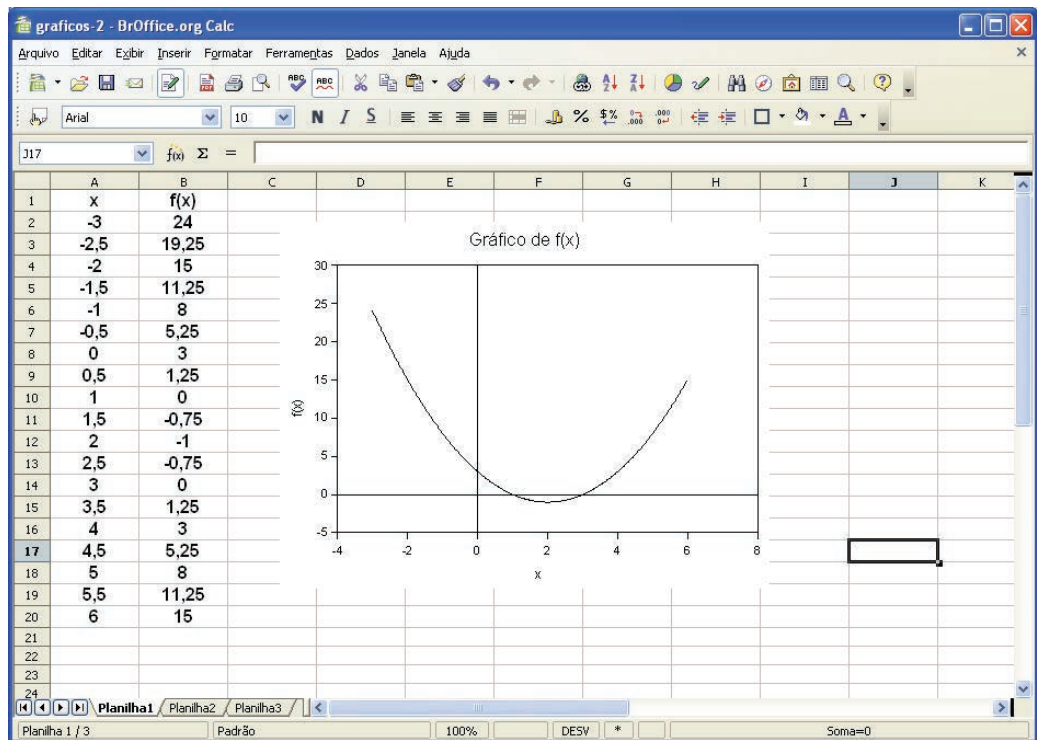 graficos-2 - BrOffice.org Calc
Arquivo Editar Exibir Inserir Formatar Ferramentas Dados Janela Ajuda
Arial 10 N I S
J17 f(x) Σ =
A B C D E F G H I J K
1 x f(x)
2 -3 24
3 -2,5 19,25
4 -2 15
5 -1,5 11,25
6 -1 8
7 -0,5 5,25
8 0 3
9 0,5 1,25
10 1 0
11 1,5 -0,75
12 2 -1
13 2,5 -0,75
14 3 0
15 3,5 1,25
16 4 3
17 4,5 5,25
18 5 8
19 5,5 11,25
20 6 15
21
22
23
24
Gráfico de f(x)
30
25
20
15
10
5
0
-5
f(x)
-4 -2 0 2 4 6 8
x
Planilha1 Planilha2 Planilha3
Planilha 1 / 3 Padrão 100% DESV * Soma=0